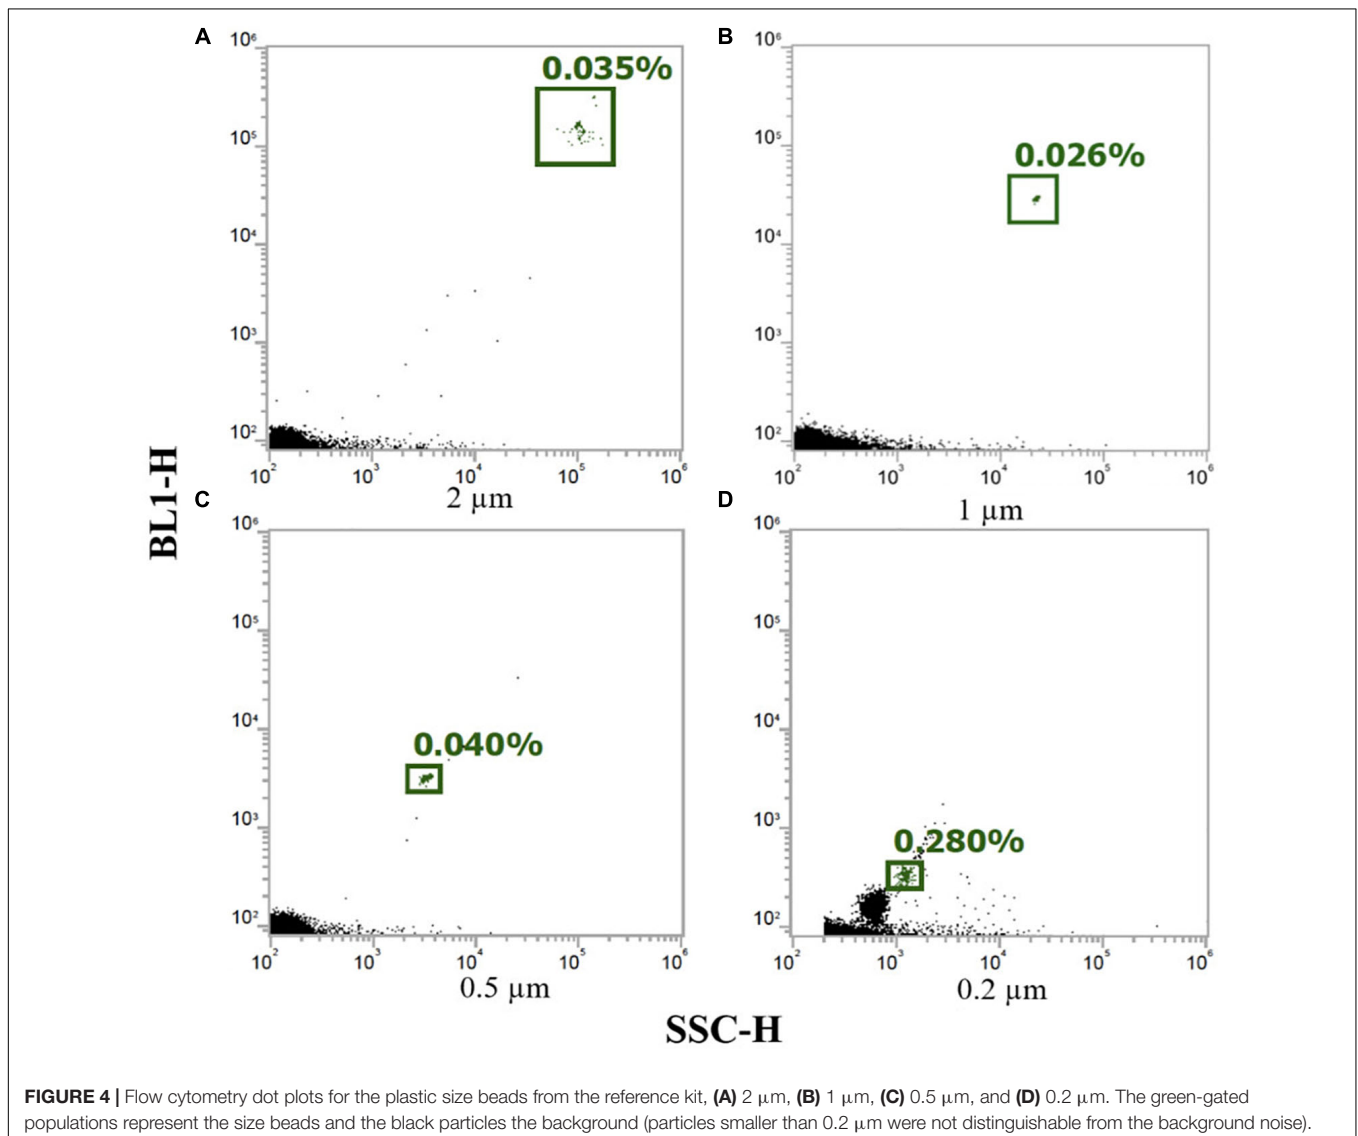 A
10⁶
0.035%
10⁵
10⁴
10³
10²
10² 10³ 10⁴ 10⁵ 10⁶
2 µm
B
10⁶
10⁵
0.026%
10⁴
10³
10²
10² 10³ 10⁴ 10⁵ 10⁶
1 µm
BL1-H
C
10⁶
10⁵
10⁴
0.040%
10³
10²
10² 10³ 10⁴ 10⁵ 10⁶
0.5 µm
D
10⁶
10⁵
10⁴
10³
0.280%
10²
10² 10³ 10⁴ 10⁵ 10⁶
0.2 µm
SSC-H
FIGURE 4 | Flow cytometry dot plots for the plastic size beads from the reference kit, (A) 2 µm, (B) 1 µm, (C) 0.5 µm, and (D) 0.2 µm. The green-gated
populations represent the size beads and the black particles the background (particles smaller than 0.2 µm were not distinguishable from the background noise).